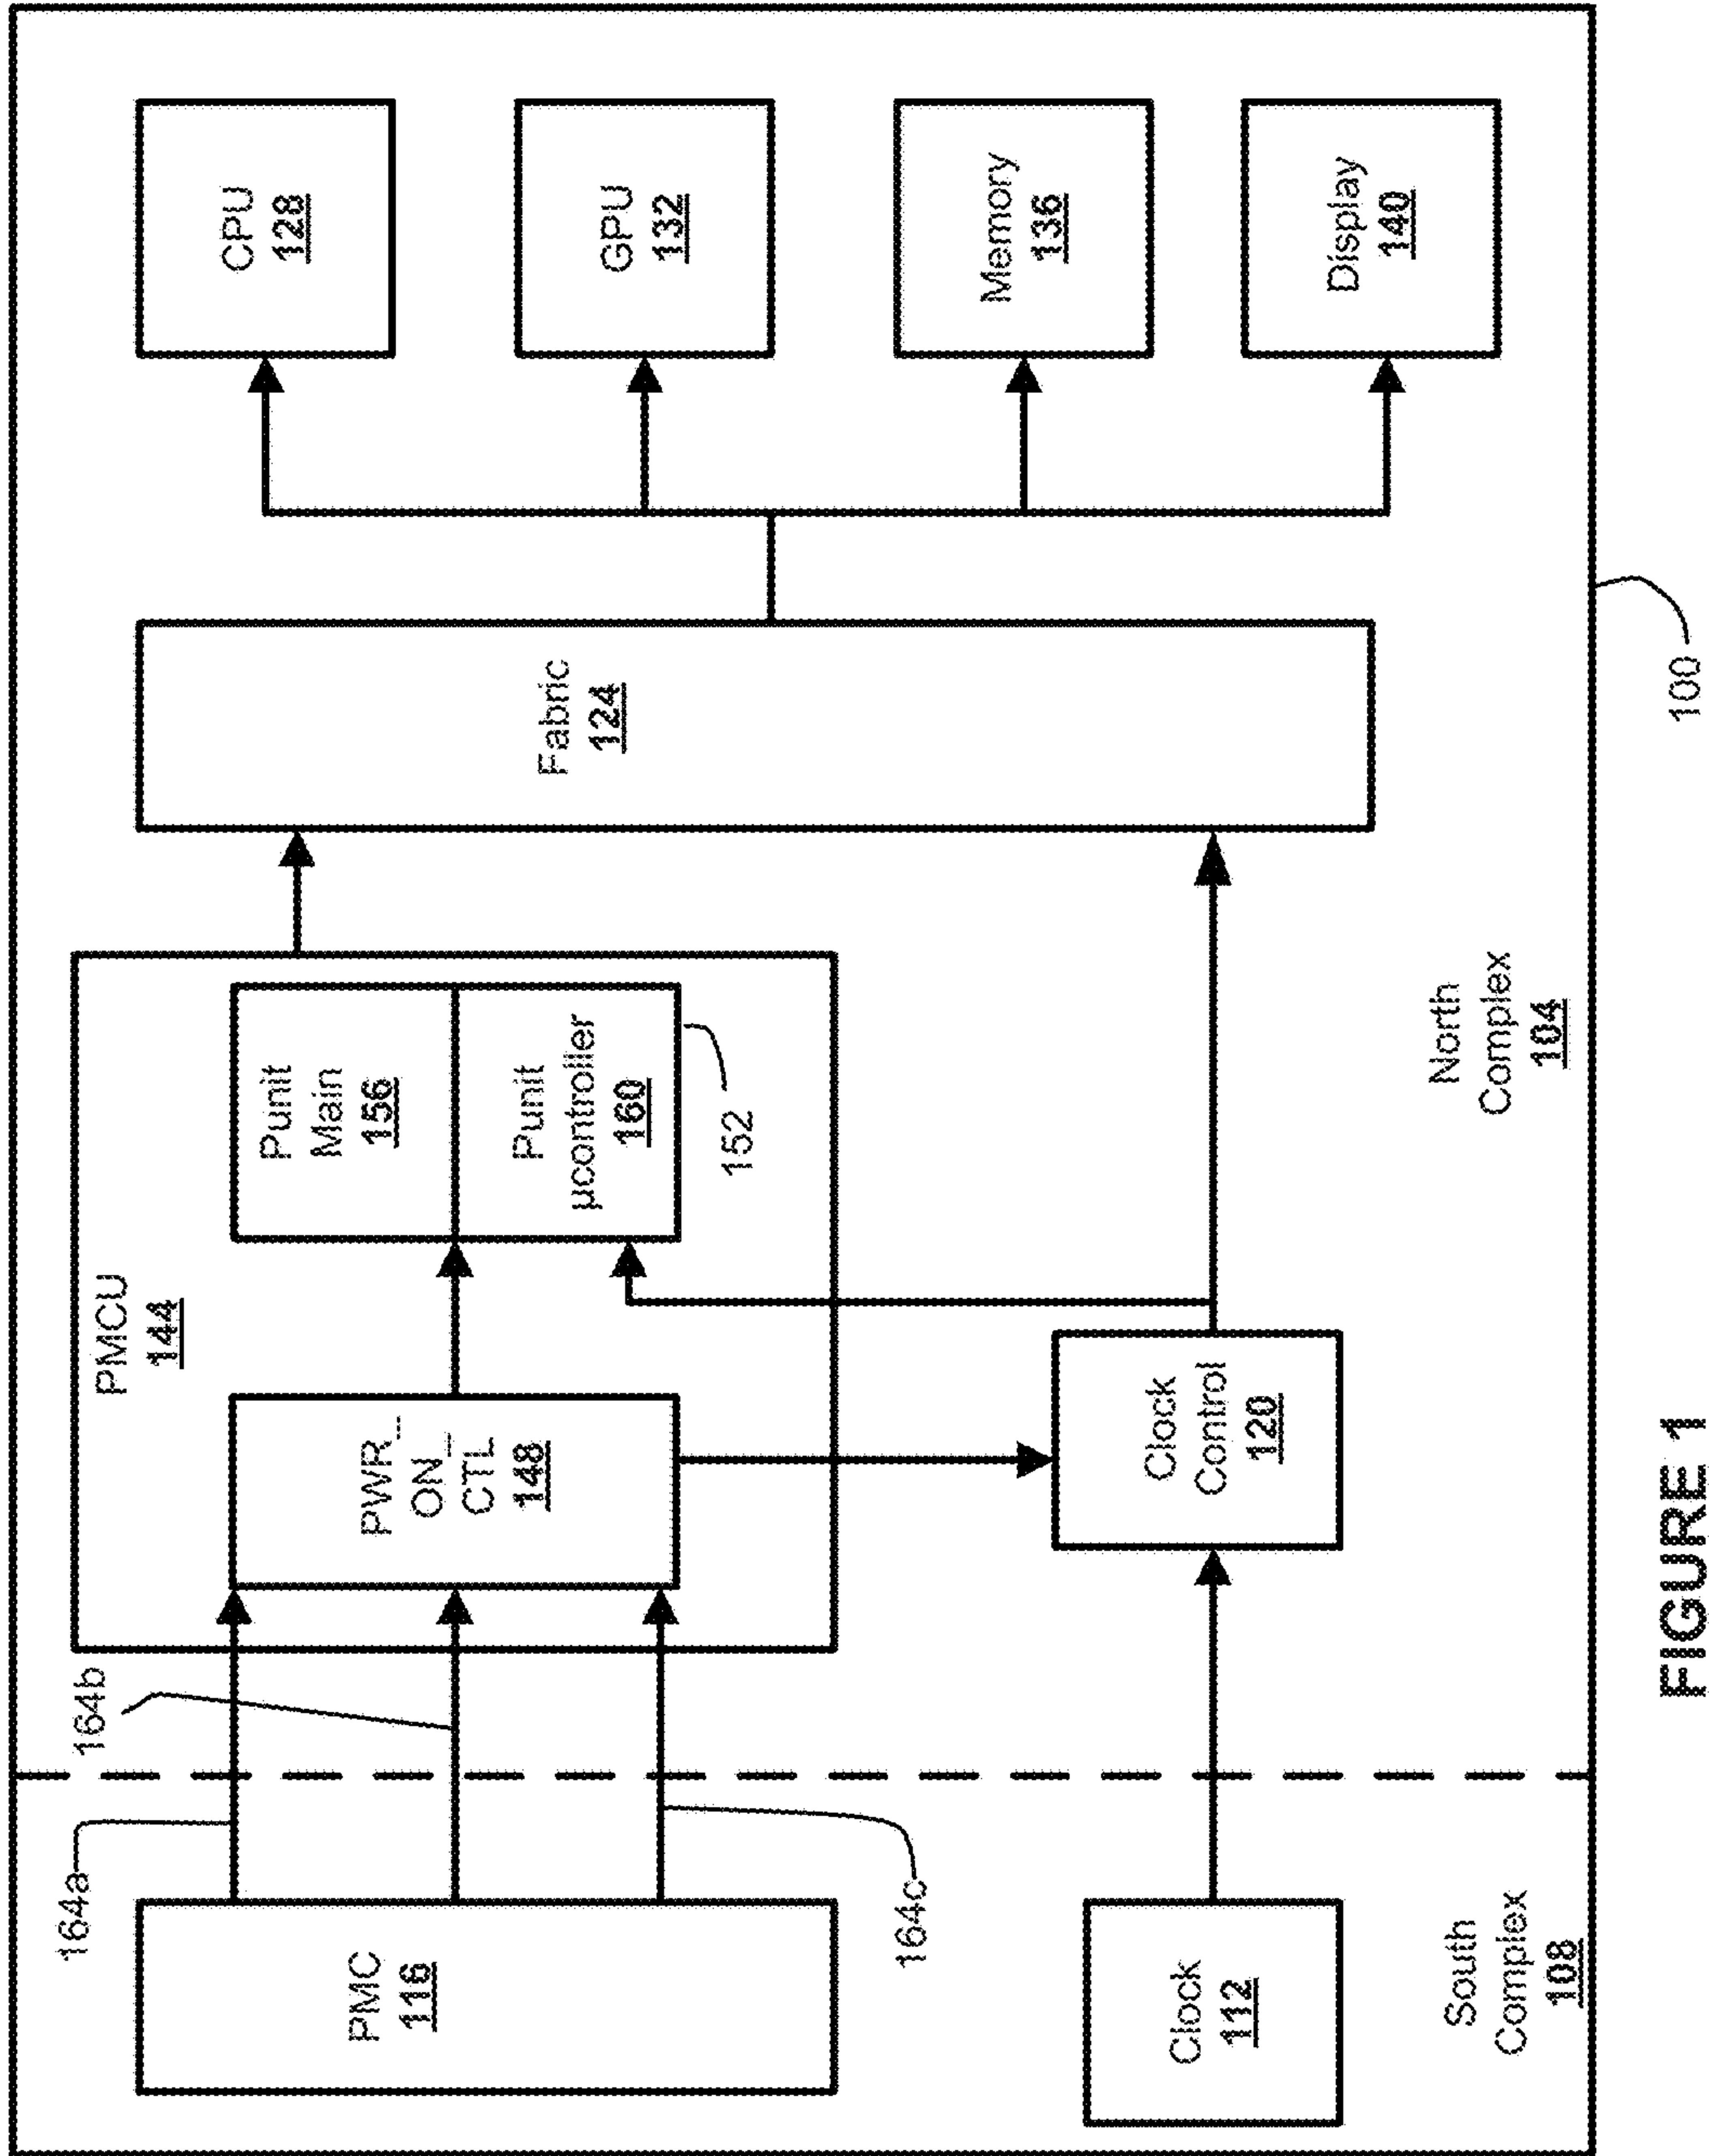 164a
164b
164c
PMC
116
PMCU
144
PWR_
ON_
CTL
148
Punit
Main
156
Punit
µcontroller
160
152
Fabric
124
CPU
128
GPU
132
Memory
136
Display
140
Clock
112
Clock
Control
120
South
Complex
108
North
Complex
104
100
FIGURE 1